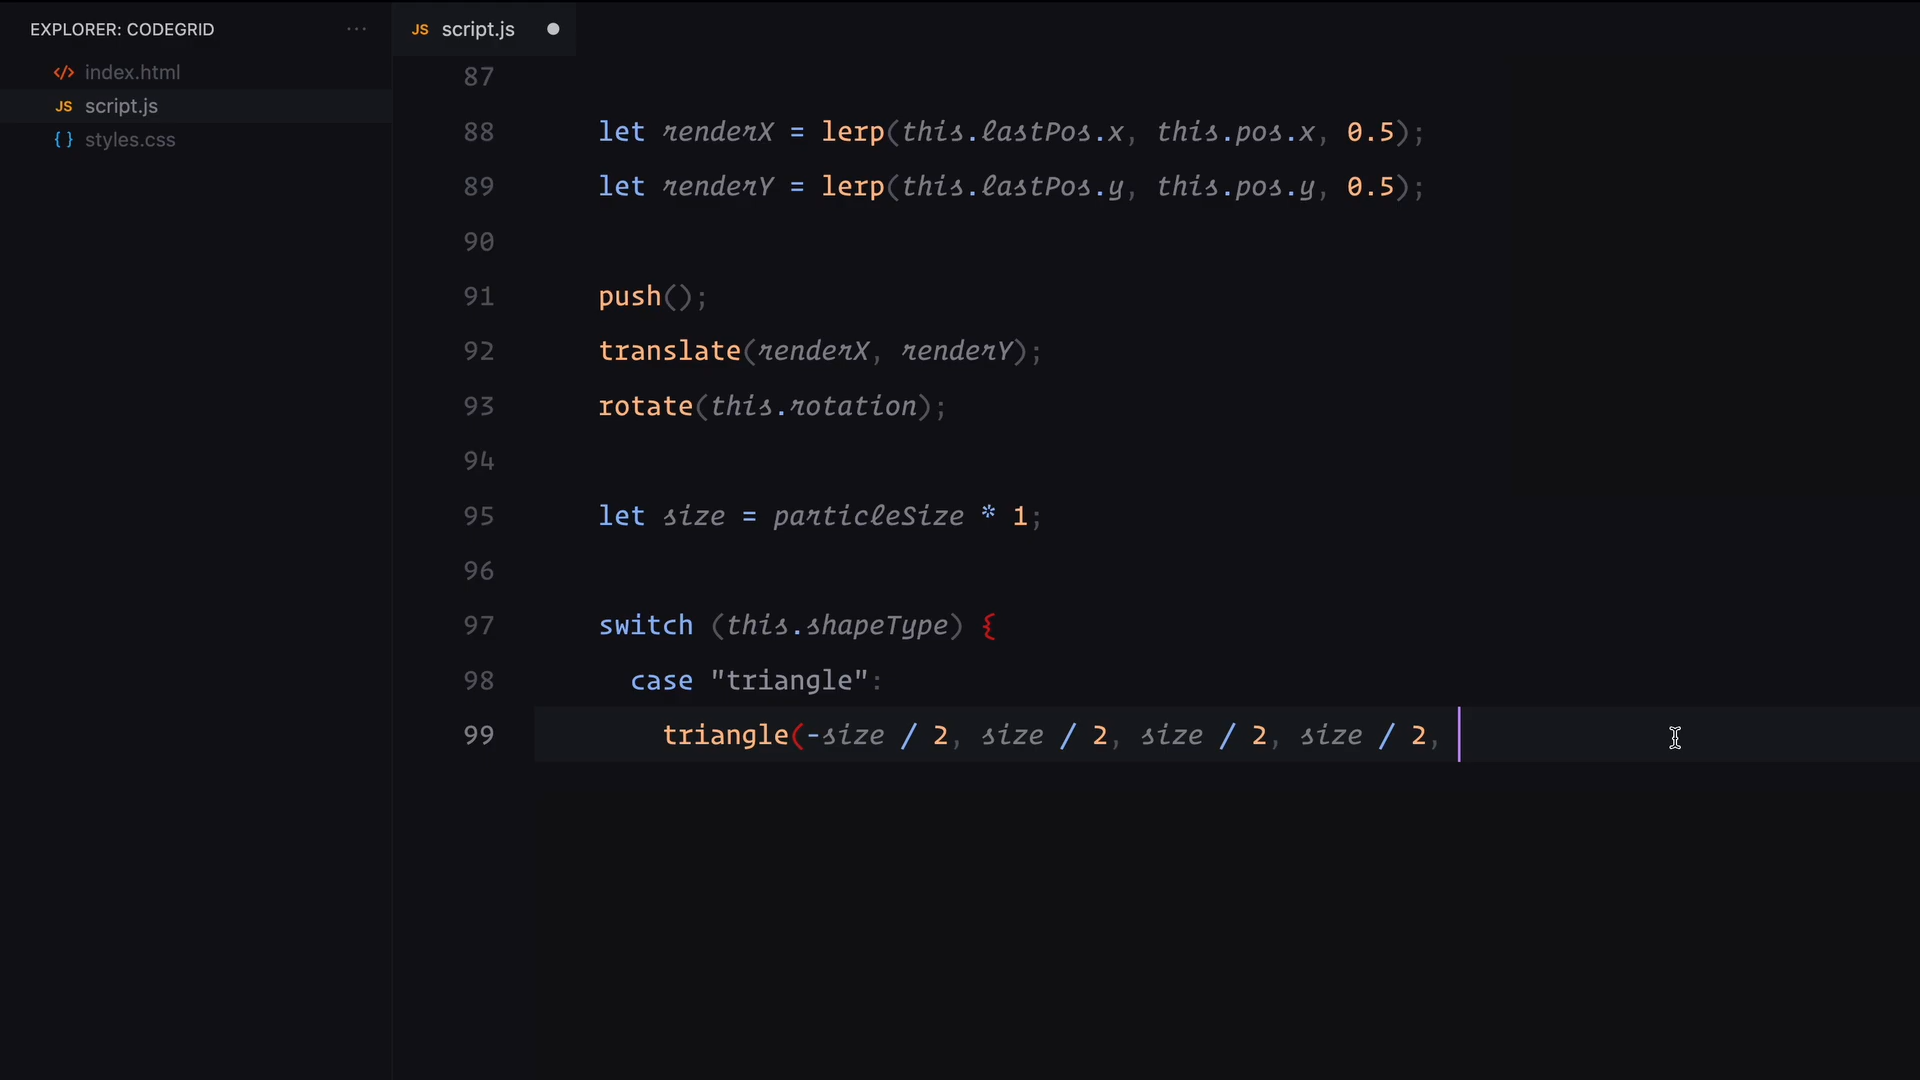 EXPLORER: CODEGRID ···
</> index.html
JS script.js
{ } styles.css
JS script.js
87
88 let renderX = lerp(this.lastPos.x, this.pos.x, 0.5);
89 let renderY = lerp(this.lastPos.y, this.pos.y, 0.5);
90
91 push();
92 translate(renderX, renderY);
93 rotate(this.rotation);
94
95 let size = particleSize * 1;
96
97 switch (this.shapeType) {
98 case "triangle":
99 triangle(-size / 2, size / 2, size / 2, size / 2,